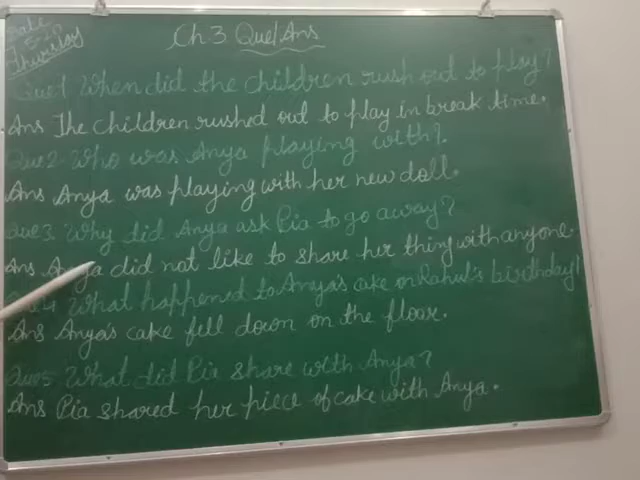 Date
Thursday
Ch 3 Que/Ans
Que1 When did the children rush out to play?
Ans The children rushed out to play in break time.
Que2. Who was Anya playing with?
Ans Anya was playing with her new doll.
Que3. Why did Anya ask Pia to go away?
Ans. Anya did not like to share her thing with anyone.
What happened to Anya's cake on Rahul's birthday?
Ans Anya's cake fell down on the floor.
Que5 What did Pia share with Anya?
Ans Pia shared her piece of cake with Anya.